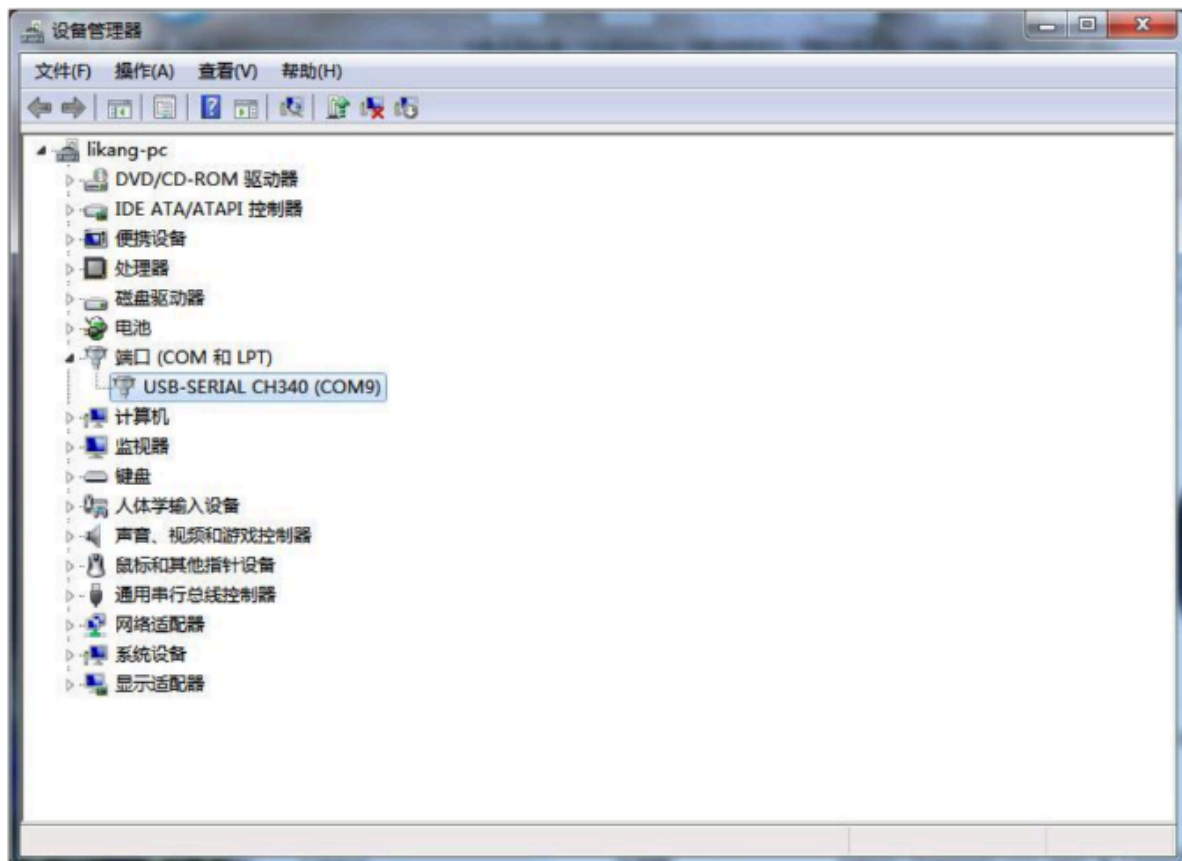 设备管理器
文件(F) 操作(A) 查看(V) 帮助(H)
likang-pc
DVD/CD-ROM 驱动器
IDE ATA/ATAPI 控制器
便携设备
处理器
磁盘驱动器
电池
端口 (COM 和 LPT)
USB-SERIAL CH340 (COM9)
计算机
监视器
键盘
人体学输入设备
声音、视频和游戏控制器
鼠标和其他指针设备
通用串行总线控制器
网络适配器
系统设备
显示适配器